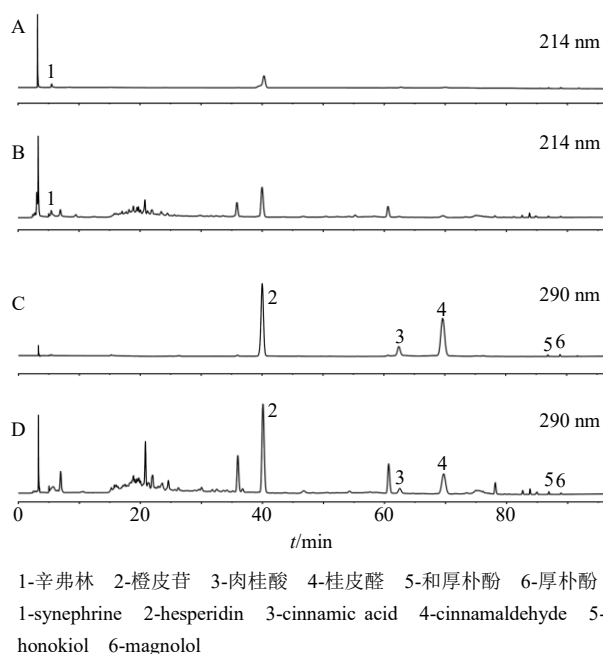 A
214 nm
1
B
214 nm
1
C
290 nm
2
3
4
5 6
D
290 nm
2
3
4
56
0 20 40 60 80
t/min
1-辛弗林 2-橙皮苷 3-肉桂酸 4-桂皮醛 5-和厚朴酚 6-厚朴酚
1-synephrine 2-hesperidin 3-cinnamic acid 4-cinnamaldehyde 5-
honokiol 6-magnolol